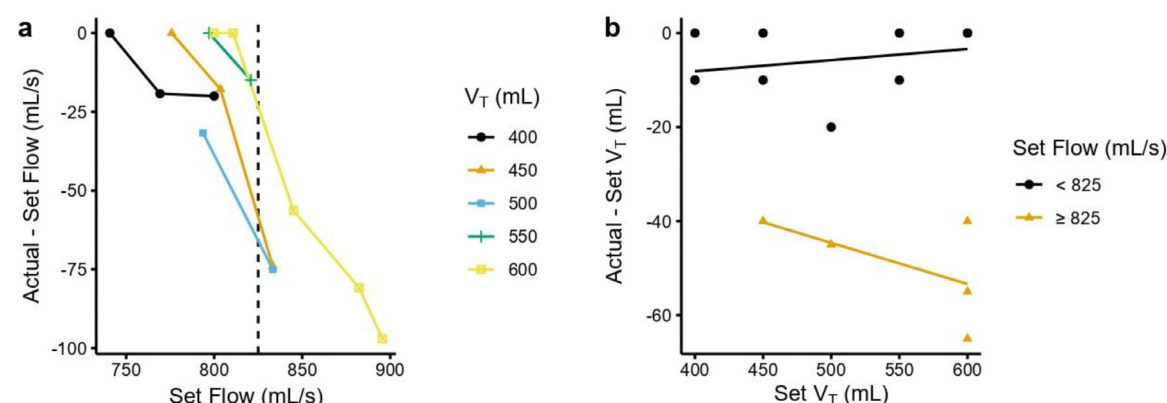 a
Actual - Set Flow (mL/s)
0
-25
-50
-75
-100
750 800 850 900
Set Flow (mL/s)
V_T (mL)
400
450
500
550
600
b
Actual - Set V_T (mL)
0
-20
-40
-60
400 450 500 550 600
Set V_T (mL)
Set Flow (mL/s)
< 825
≥ 825